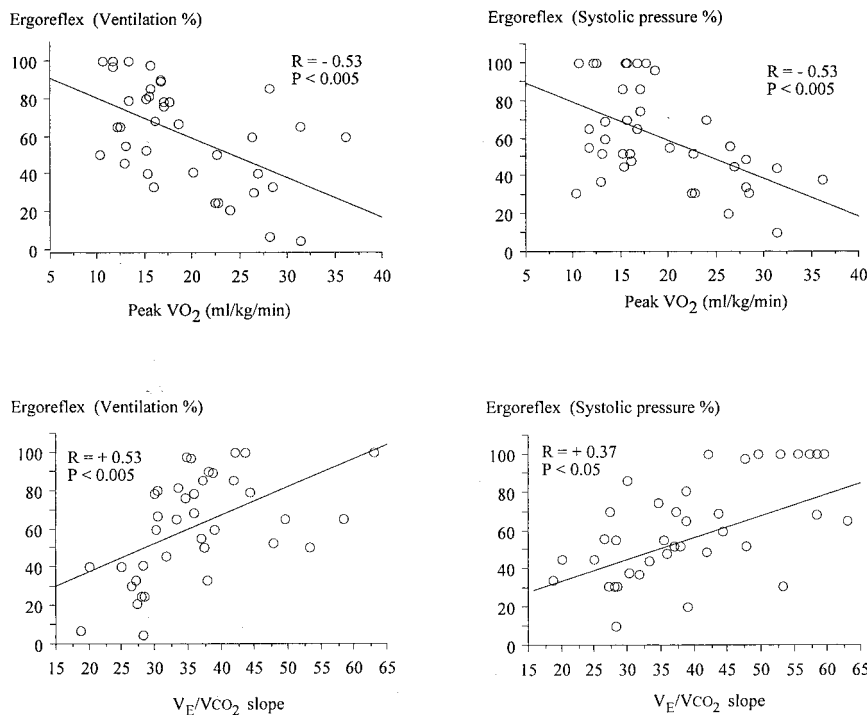 Ergoreflex (Ventilation %)
R = - 0.53
P < 0.005
100
80
60
40
20
0
5 10 15 20 25 30 35 40
Peak VO2 (ml/kg/min)
Ergoreflex (Systolic pressure %)
R = - 0.53
P < 0.005
100
80
60
40
20
0
5 10 15 20 25 30 35 40
Peak VO2 (ml/kg/min)
Ergoreflex (Ventilation %)
R = + 0.53
P < 0.005
100
80
60
40
20
0
15 20 25 30 35 40 45 50 55 60 65
VE/VCO2 slope
Ergoreflex (Systolic pressure %)
R = + 0.37
P < 0.05
100
80
60
40
20
0
15 20 25 30 35 40 45 50 55 60 65
VE/VCO2 slope